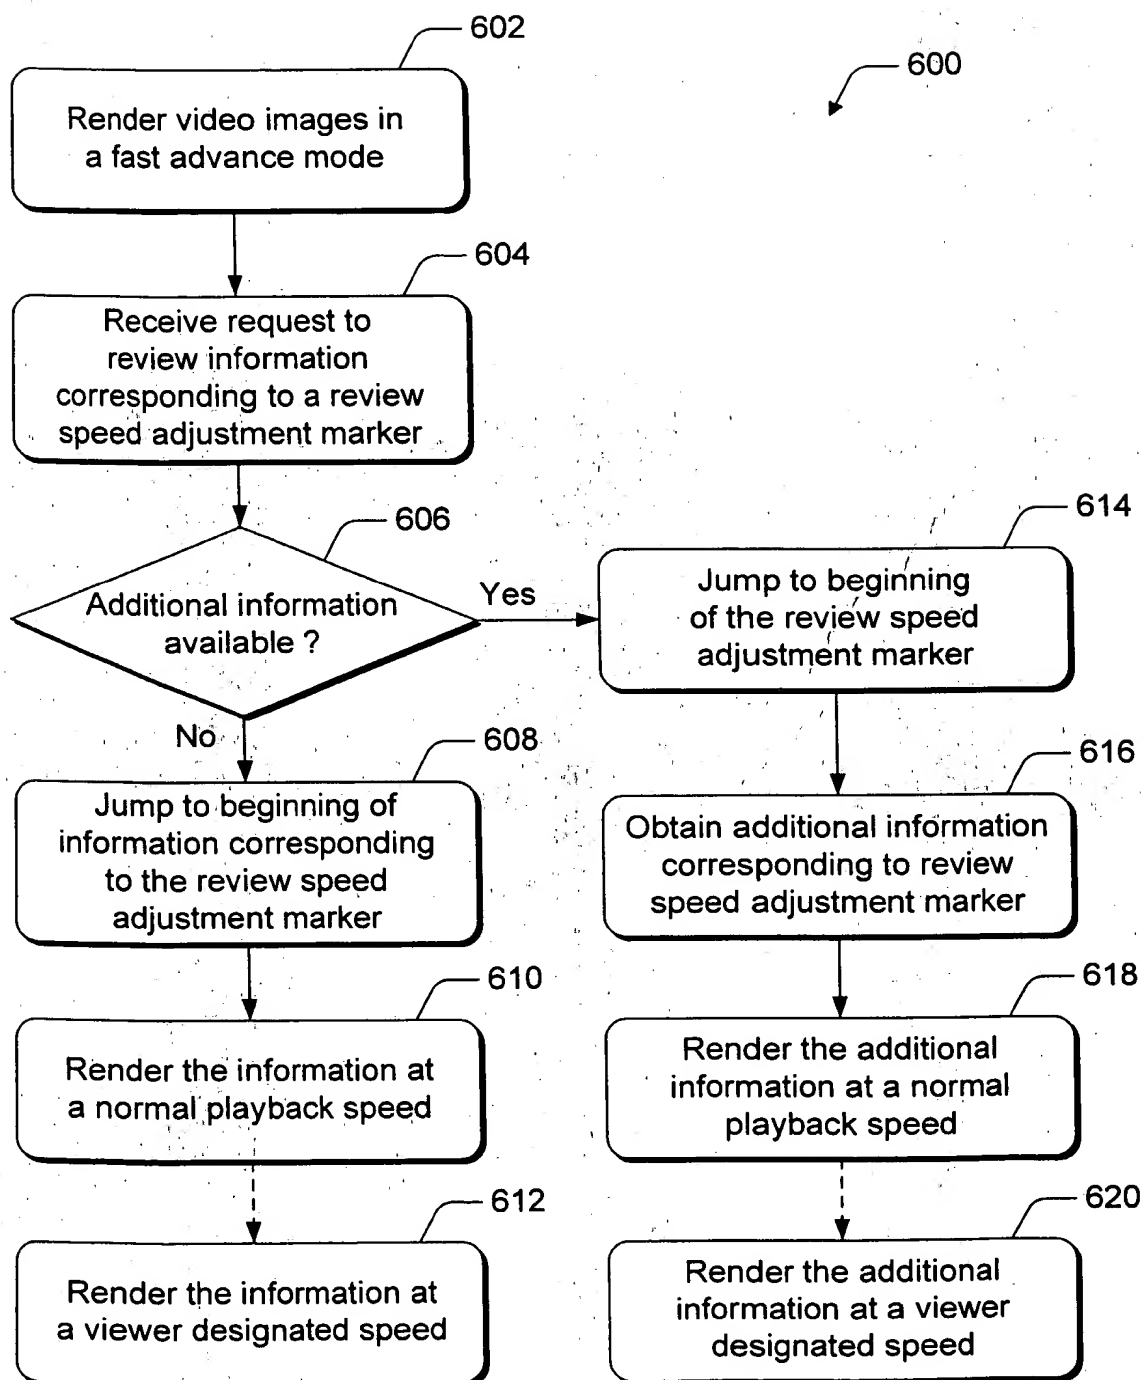 602
600
Render video images in
a fast advance mode
604
Receive request to
review information
corresponding to a review
speed adjustment marker
606
Additional information
available ?
Yes
No
614
Jump to beginning
of the review speed
adjustment marker
608
Jump to beginning of
information corresponding
to the review speed
adjustment marker
616
Obtain additional information
corresponding to review
speed adjustment marker
610
Render the information at
a normal playback speed
618
Render the additional
information at a normal
playback speed
612
Render the information at
a viewer designated speed
620
Render the additional
information at a viewer
designated speed